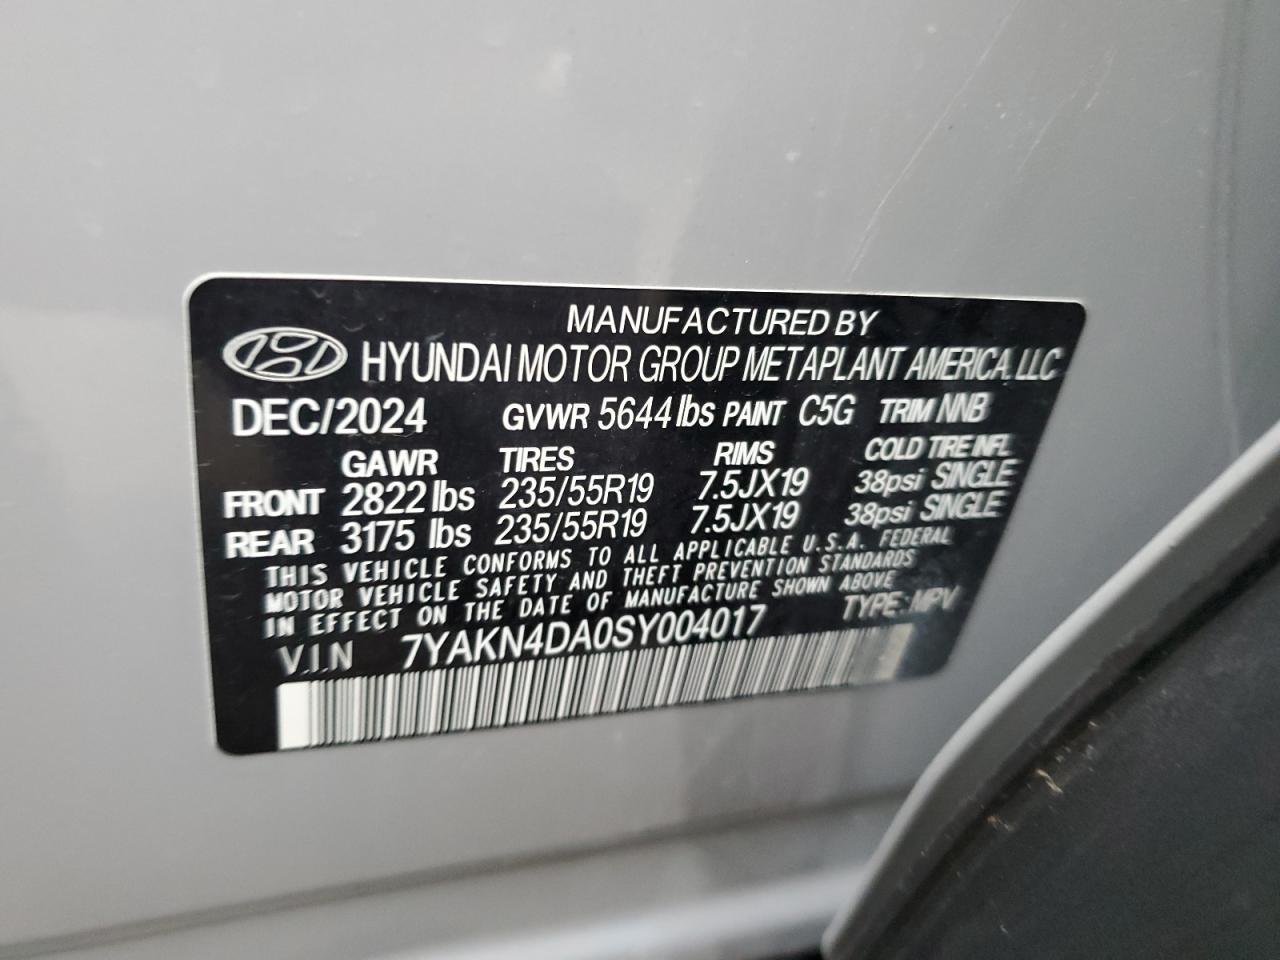 MANUFACTURED BY
HYUNDAI MOTOR GROUP METAPLANT AMERICA. LLC
DEC/2024 GVWR 5644 lbs PAINT C5G TRIM NNB
GAWR TIRES RIMS COLD TIRE INFL
FRONT 2822 lbs 235/55R19 7.5JX19 38psi SINGLE
REAR 3175 lbs 235/55R19 7.5JX19 38psi SINGLE
THIS VEHICLE CONFORMS TO ALL APPLICABLE U.S.A. FEDERAL
MOTOR VEHICLE SAFETY AND THEFT PREVENTION STANDARDS
IN EFFECT ON THE DATE OF MANUFACTURE SHOWN ABOVE
V.I.N 7YAKN4DA0SY004017 TYPE: MPV